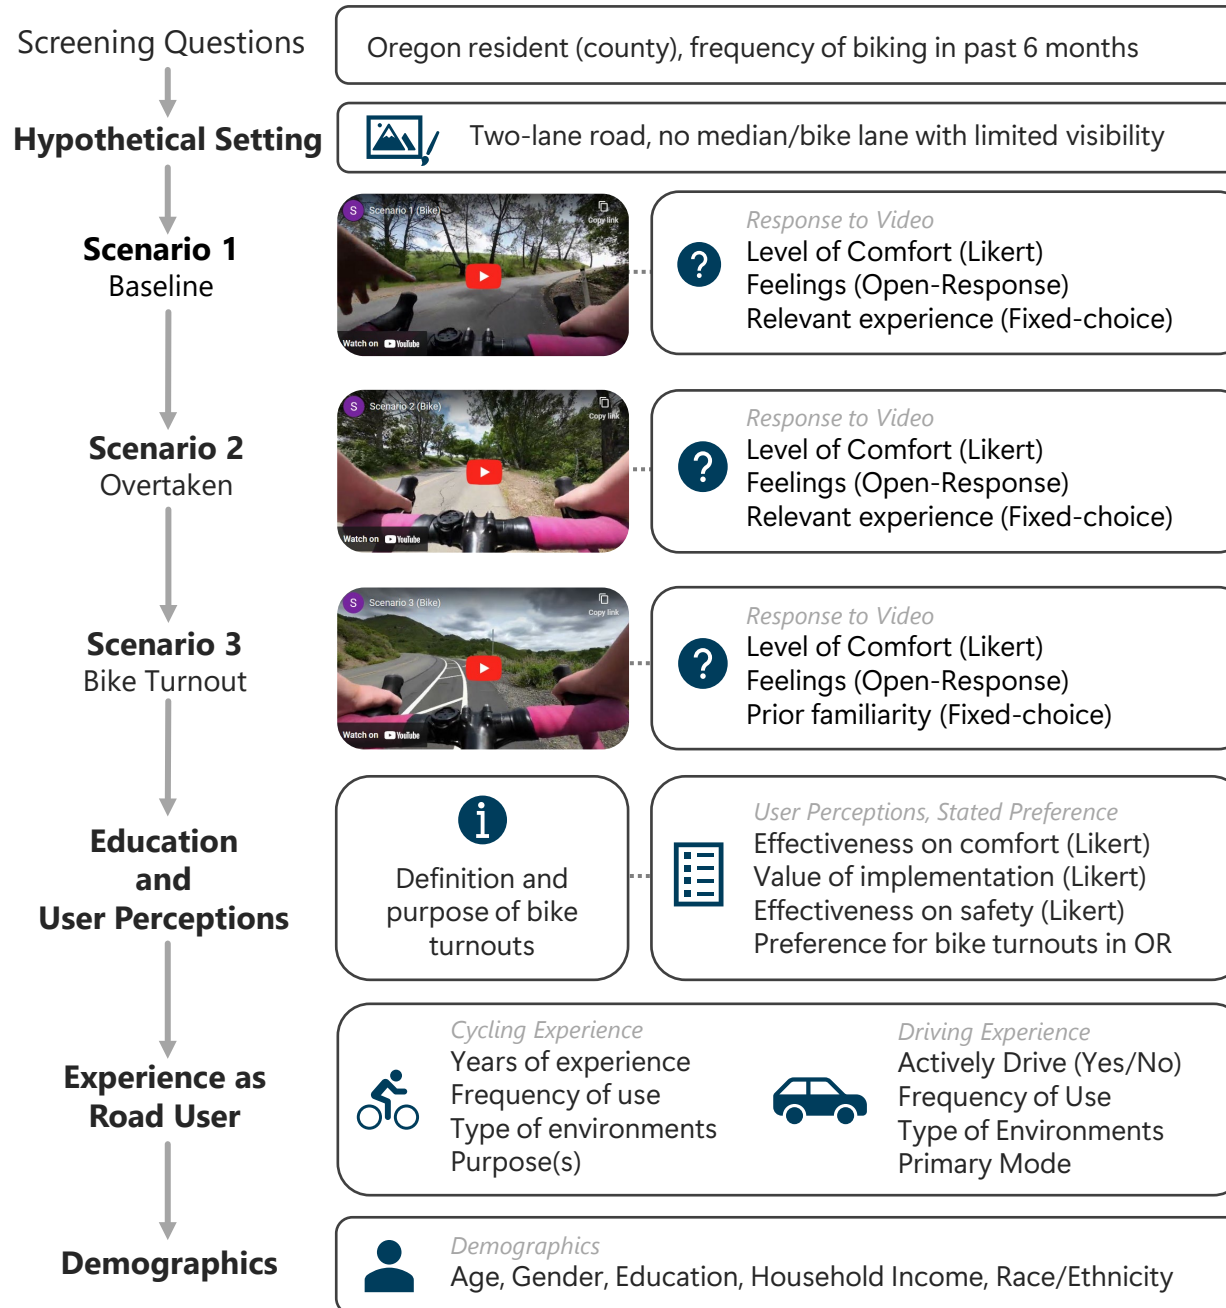 Screening Questions
Oregon resident (county), frequency of biking in past 6 months
Hypothetical Setting
Two-lane road, no median/bike lane with limited visibility
Scenario 1
Baseline
S Scenario 1 (Bike)
Copy link
Watch on YouTube
Response to Video
?
Level of Comfort (Likert)
Feelings (Open-Response)
Relevant experience (Fixed-choice)
Scenario 2
Overtaken
S Scenario 2 (Bike)
Copy link
Watch on YouTube
Response to Video
?
Level of Comfort (Likert)
Feelings (Open-Response)
Relevant experience (Fixed-choice)
Scenario 3
Bike Turnout
S Scenario 3 (Bike)
Copy link
Watch on YouTube
Response to Video
?
Level of Comfort (Likert)
Feelings (Open-Response)
Prior familiarity (Fixed-choice)
Education
and
User Perceptions
i
Definition and
purpose of bike
turnouts
User Perceptions, Stated Preference
Effectiveness on comfort (Likert)
Value of implementation (Likert)
Effectiveness on safety (Likert)
Preference for bike turnouts in OR
Experience as
Road User
Cycling Experience
Years of experience
Frequency of use
Type of environments
Purpose(s)
Driving Experience
Actively Drive (Yes/No)
Frequency of Use
Type of Environments
Primary Mode
Demographics
Demographics
Age, Gender, Education, Household Income, Race/Ethnicity